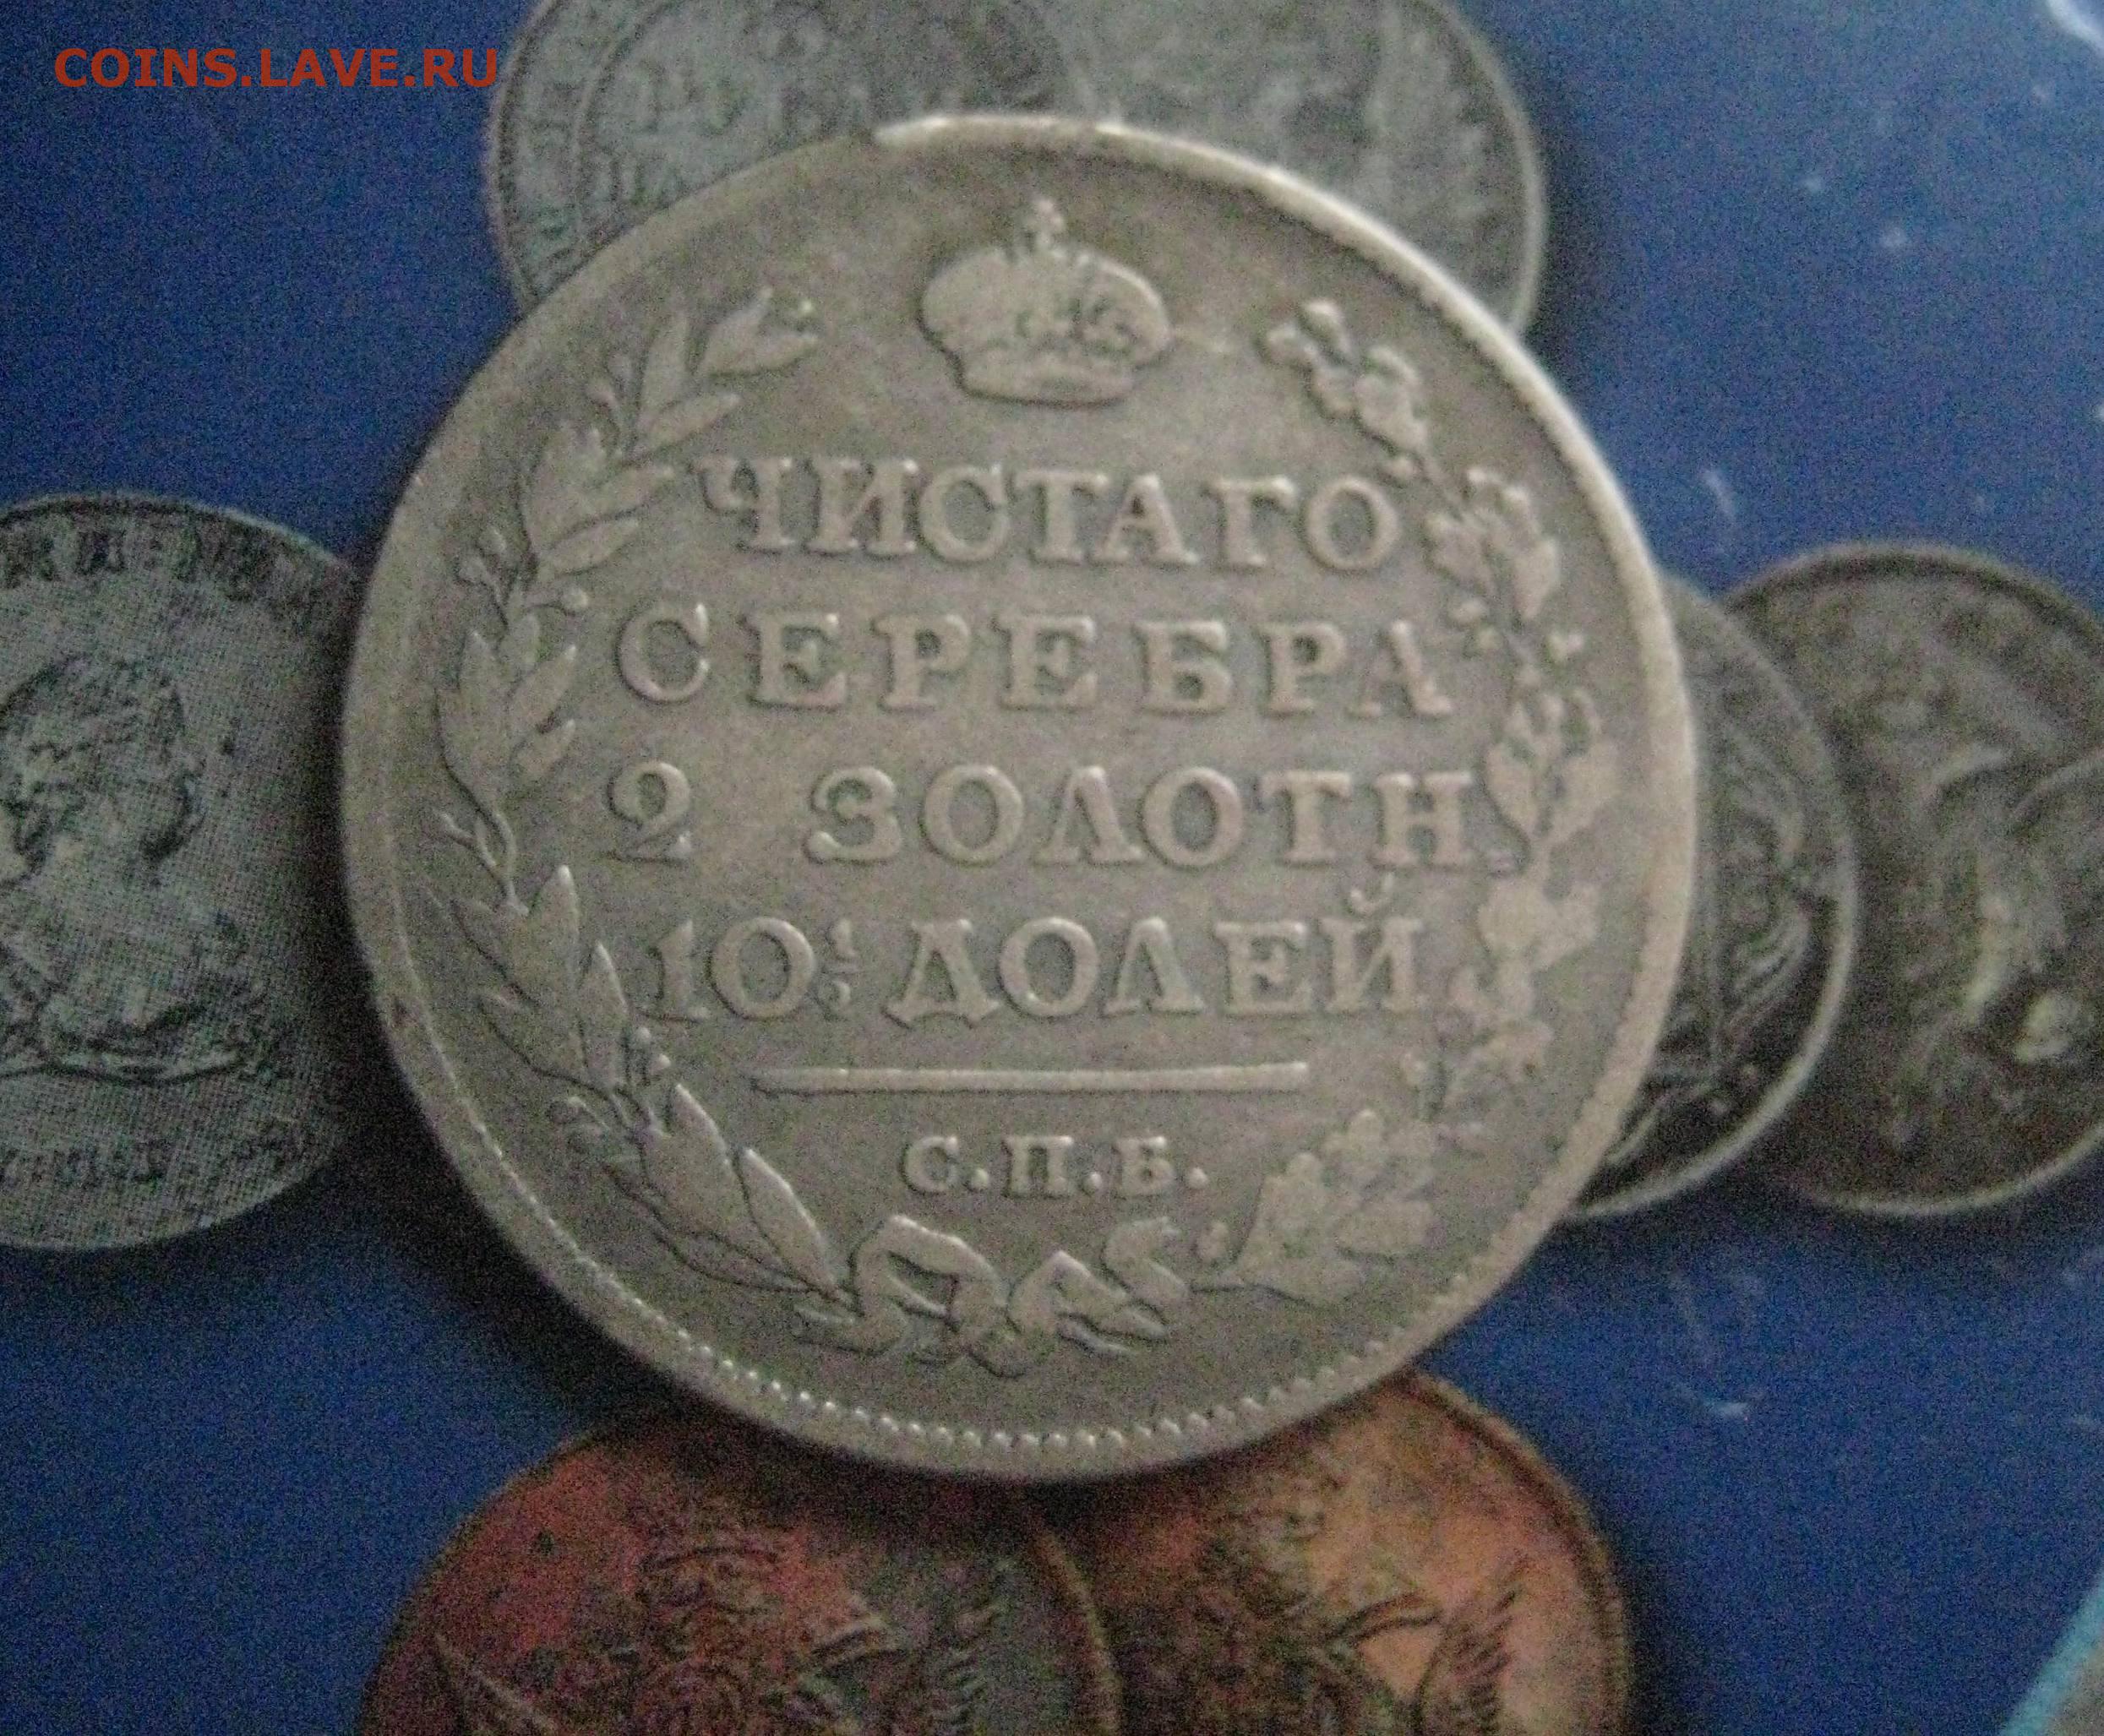 COINS.LAVE.RU
ЧИСТАГО
СЕРЕБРА
2 ЗОЛОТН.
10½ ДОЛЕЙ
С.П.Б.